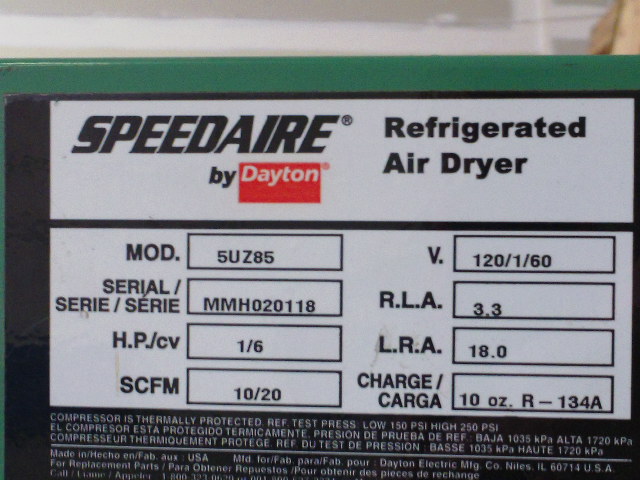 SPEEDAIRE®
by Dayton®
Refrigerated
Air Dryer
MOD. 5UZ85
V. 120/1/60
SERIAL /
SERIE / SÉRIE MMH020118
R.L.A. 3.3
H.P./cv 1/6
L.R.A. 18.0
SCFM 10/20
CHARGE /
CARGA 10 oz. R-134A
COMPRESSOR IS THERMALLY PROTECTED. REF. TEST PRESS: LOW 150 PSI HIGH 250 PSI
EL COMPRESOR ESTA PROTEGIDO TERMICAMENTE, PRESION DE PRUEBA DE REF.: BAJA 1035 kPa ALTA 1720 kPa
COMPRESSEUR THERMIQUEMENT PROTÉGÉ. REF. DU TEST DE PRESSION : BASSE 1035 kPa HAUTE 1720 kPa
Made in/Hecho en/Fab. aux : USA Mfd. for/Fab. para/Fab. pour : Dayton Electric Mfg. Co. Niles, IL 60714 U.S.A.
For Replacement Parts / Para Obtener Repuestos /Pour obtenir des pièces de rechange
Call / Llame / Appeler